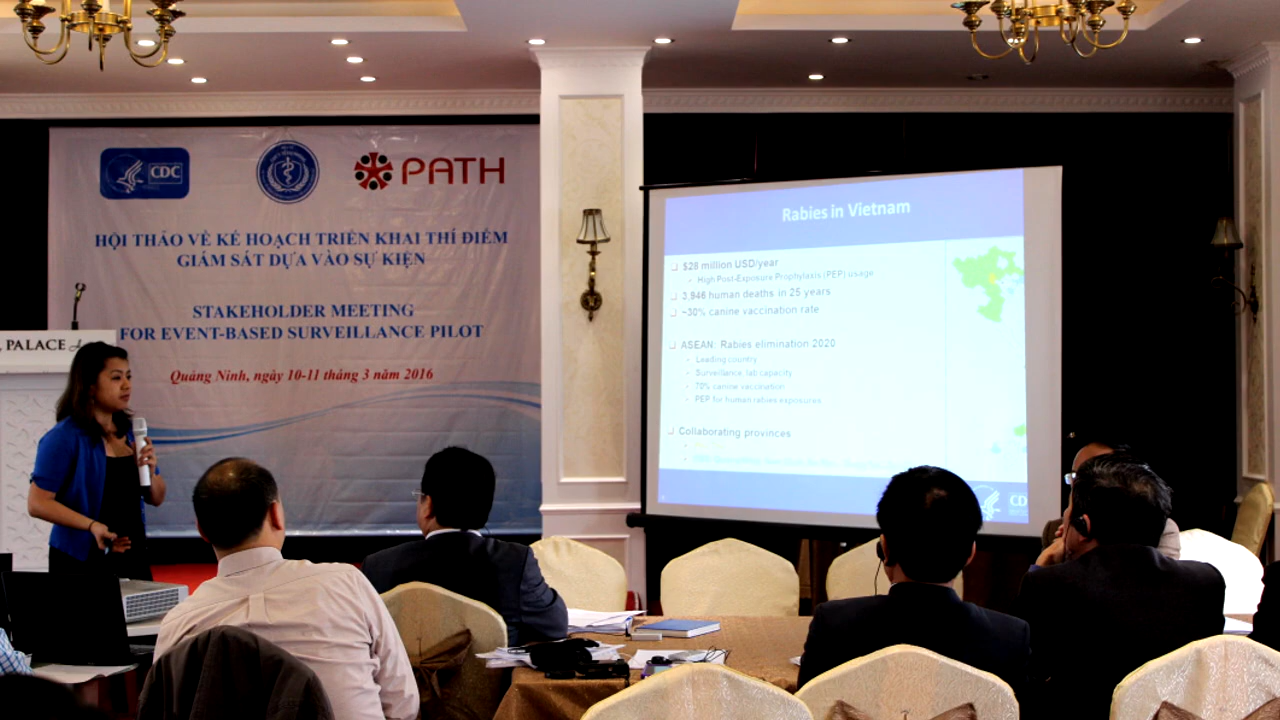 CDC
PATH
HỘI THẢO VỀ KẾ HOẠCH TRIỂN KHAI THÍ ĐIỂM
GIÁM SÁT DỰA VÀO SỰ KIỆN
STAKEHOLDER MEETING
FOR EVENT-BASED SURVEILLANCE PILOT
Quảng Ninh, ngày 10-11 tháng 3 năm 2016
PALACE
Rabies in Vietnam
$28 million USD/year
High Post-Exposure Prophylaxis (PEP) usage
3,946 human deaths in 25 years
~30% canine vaccination rate
ASEAN: Rabies elimination 2020
Leading country
Surveillance, lab capacity
70% canine vaccination
PEP for human rabies exposures
Collaborating provinces
CD